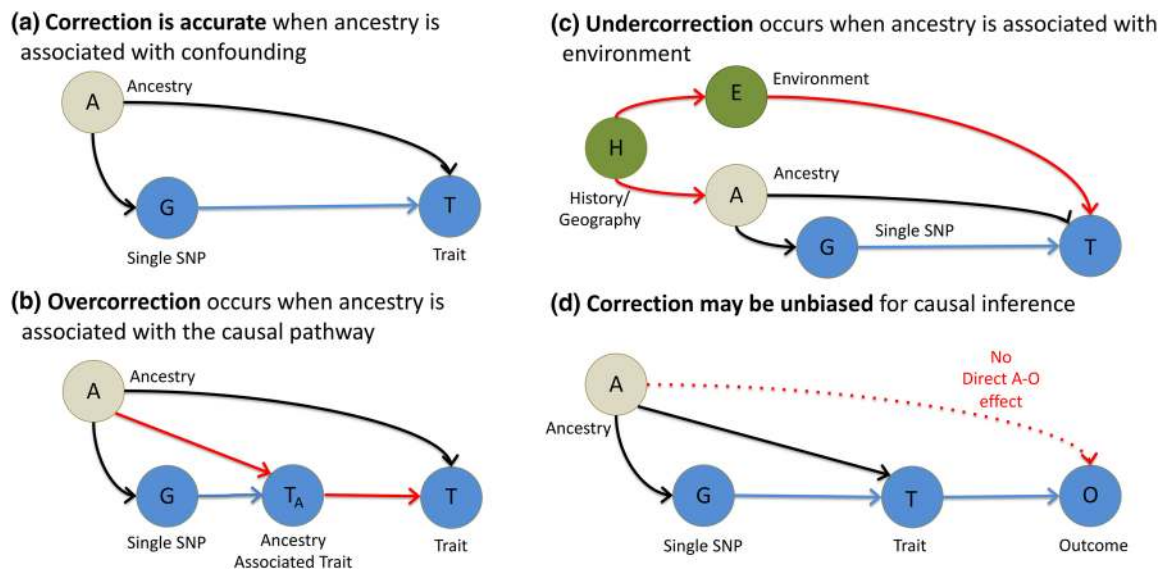 (a) Correction is accurate when ancestry is
associated with confounding
Ancestry
A
G
T
Single SNP
Trait
(b) Overcorrection occurs when ancestry is
associated with the causal pathway
Ancestry
A
G
TA
T
Single SNP
Ancestry
Associated Trait
Trait
(c) Undercorrection occurs when ancestry is associated with
environment
Environment
E
H
History/
Geography
Ancestry
A
Single SNP
G
T
(d) Correction may be unbiased for causal inference
No
Direct A-O
effect
A
Ancestry
G
T
O
Single SNP
Trait
Outcome